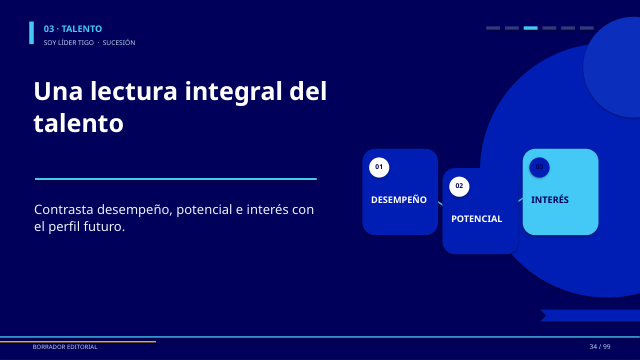 03 · TALENTO
SOY LÍDER TIGO · SUCESIÓN
Una lectura integral del
talento
Contrasta desempeño, potencial e interés con
el perfil futuro.
01
DESEMPEÑO
02
POTENCIAL
03
INTERÉS
BORRADOR EDITORIAL
34 / 99